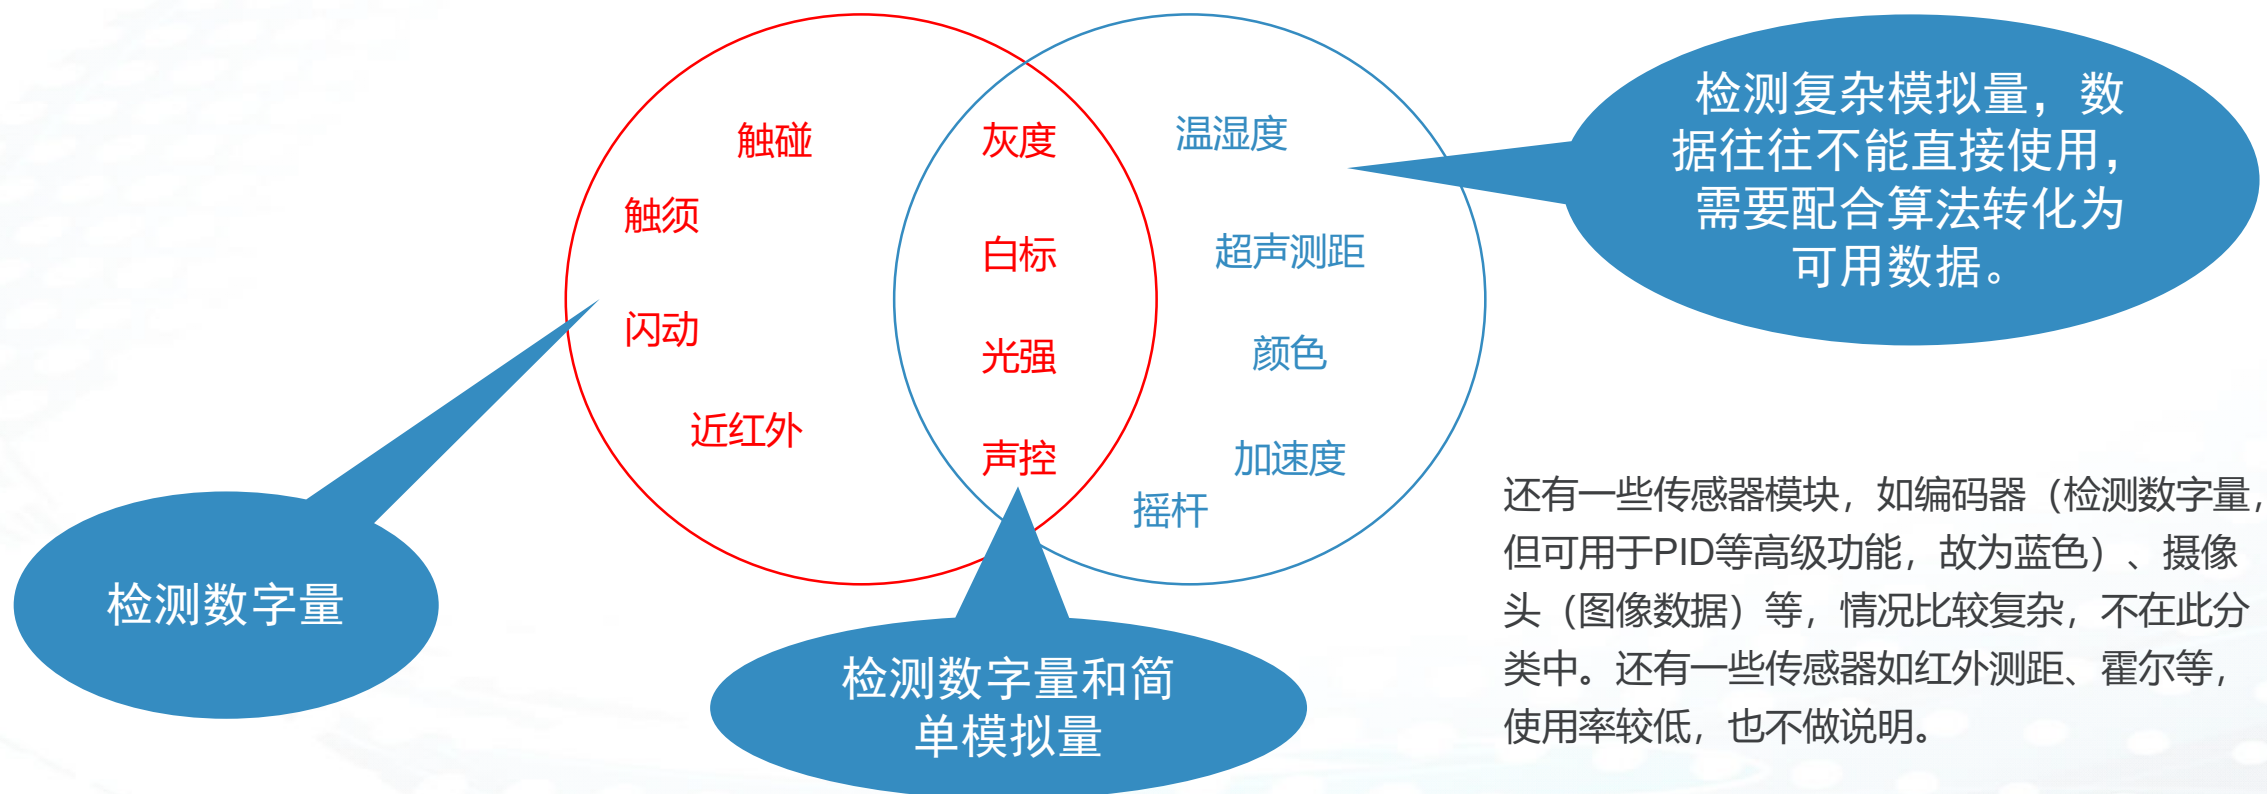 触碰
触须
闪动
近红外
灰度
白标
光强
声控
温湿度
超声测距
颜色
加速度
摇杆
检测数字量
检测数字量和简
单模拟量
检测复杂模拟量，数
据往往不能直接使用，
需要配合算法转化为
可用数据。
还有一些传感器模块，如编码器（检测数字量，
但可用于PID等高级功能，故为蓝色）、摄像
头（图像数据）等，情况比较复杂，不在此分
类中。还有一些传感器如红外测距、霍尔等，
使用率较低，也不做说明。